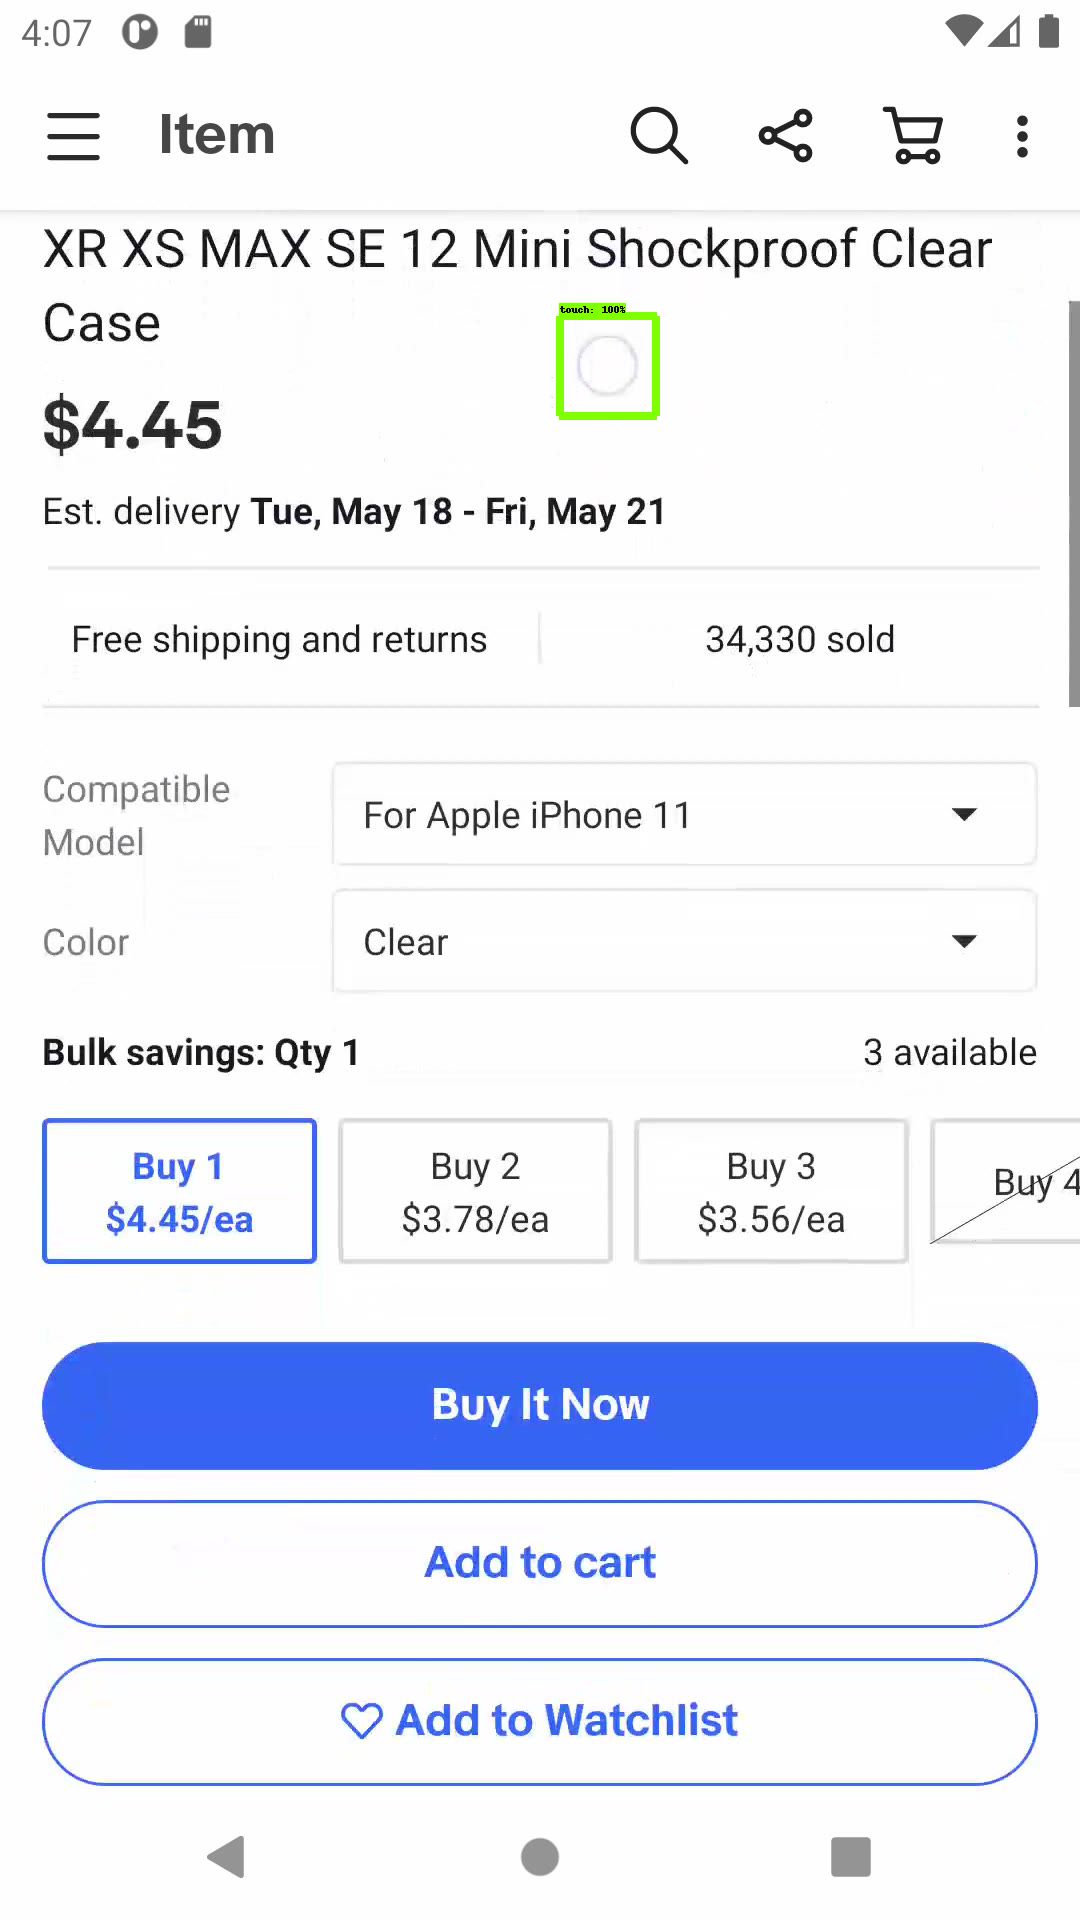 4:07
Item
XR XS MAX SE 12 Mini Shockproof Clear
Case
touch: 100%
$4.45
Est. delivery Tue, May 18 - Fri, May 21
Free shipping and returns
34,330 sold
Compatible
Model
For Apple iPhone 11
Color
Clear
Bulk savings: Qty 1
3 available
Buy 1
$4.45/ea
Buy 2
$3.78/ea
Buy 3
$3.56/ea
Buy 4
Buy It Now
Add to cart
Add to Watchlist